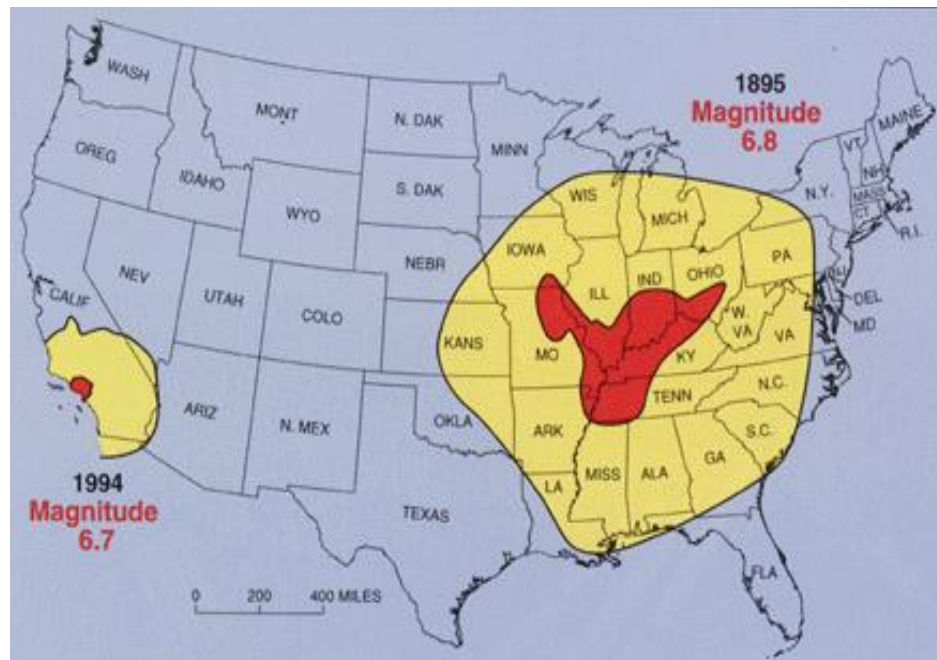 WASH
MONT
N. DAK
MINN
1895
Magnitude
6.8
MAINE
VT
NH
OREG
IDAHO
S. DAK
WIS
MICH
N.Y.
MASS
CT
R.I.
WYO
IOWA
NEBR
NEV
UTAH
COLO
CALIF
ILL
IND
OHIO
PA
NJ
DEL
MD
W.
VA
VA
KANS
MO
KY
ARIZ
N. MEX
OKLA
ARK
TENN
N.C.
S.C.
MISS
ALA
GA
LA
1994
Magnitude
6.7
TEXAS
FLA
0 200 400 MILES